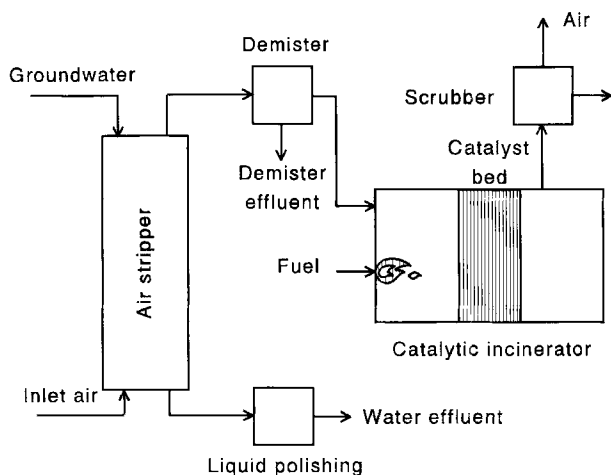 Air
Demister
Groundwater
Scrubber
Catalyst
bed
Demister
effluent
Air stripper
Fuel
Catalytic incinerator
Inlet air
Water effluent
Liquid polishing